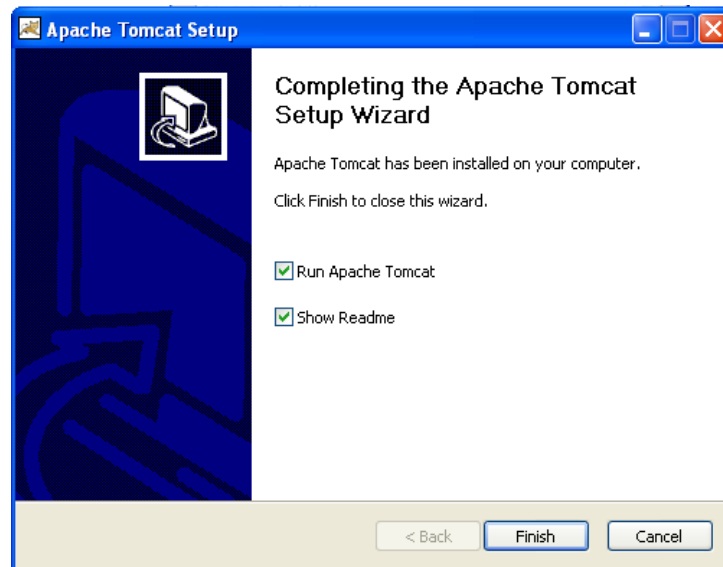 Apache Tomcat Setup
Completing the Apache Tomcat
Setup Wizard
Apache Tomcat has been installed on your computer.
Click Finish to close this wizard.
Run Apache Tomcat
Show Readme
< Back Finish Cancel